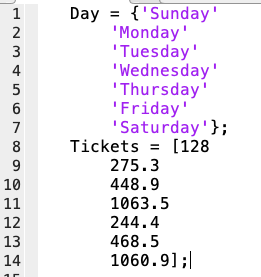 1 Day = {'Sunday'
2 'Monday'
3 'Tuesday'
4 'Wednesday'
5 'Thursday'
6 'Friday'
7 'Saturday'};
8 Tickets = [128
9 275.3
10 448.9
11 1063.5
12 244.4
13 468.5
14 1060.9];